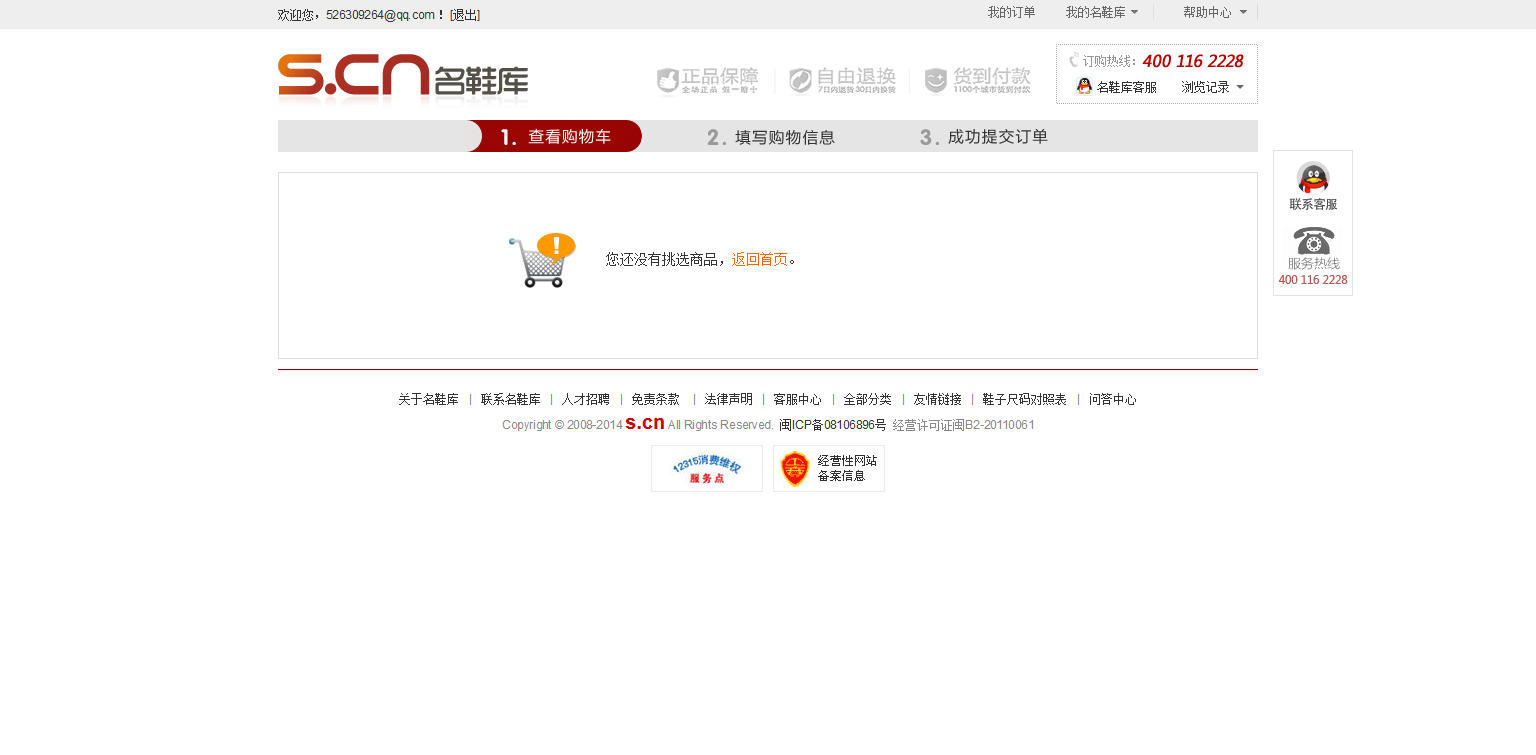 欢迎您，526309264@qq.com！[退出]
我的订单 我的名鞋库 帮助中心
s.cn 名鞋库
正品保障 全场正品 假一赔十
自由退换 7日内退货30日内换货
货到付款 1100个城市货到付款
订购热线：400 116 2228
名鞋库客服 浏览记录
1. 查看购物车 2. 填写购物信息 3. 成功提交订单
联系客服
服务热线
400 116 2228
您还没有挑选商品，返回首页。
关于名鞋库 | 联系名鞋库 | 人才招聘 | 免责条款 | 法律声明 | 客服中心 | 全部分类 | 友情链接 | 鞋子尺码对照表 | 问答中心
Copyright © 2008-2014 s.cn All Rights Reserved. 闽ICP备08106896号 经营许可证闽B2-20110061
12315消费维权
服务点
经营性网站
备案信息